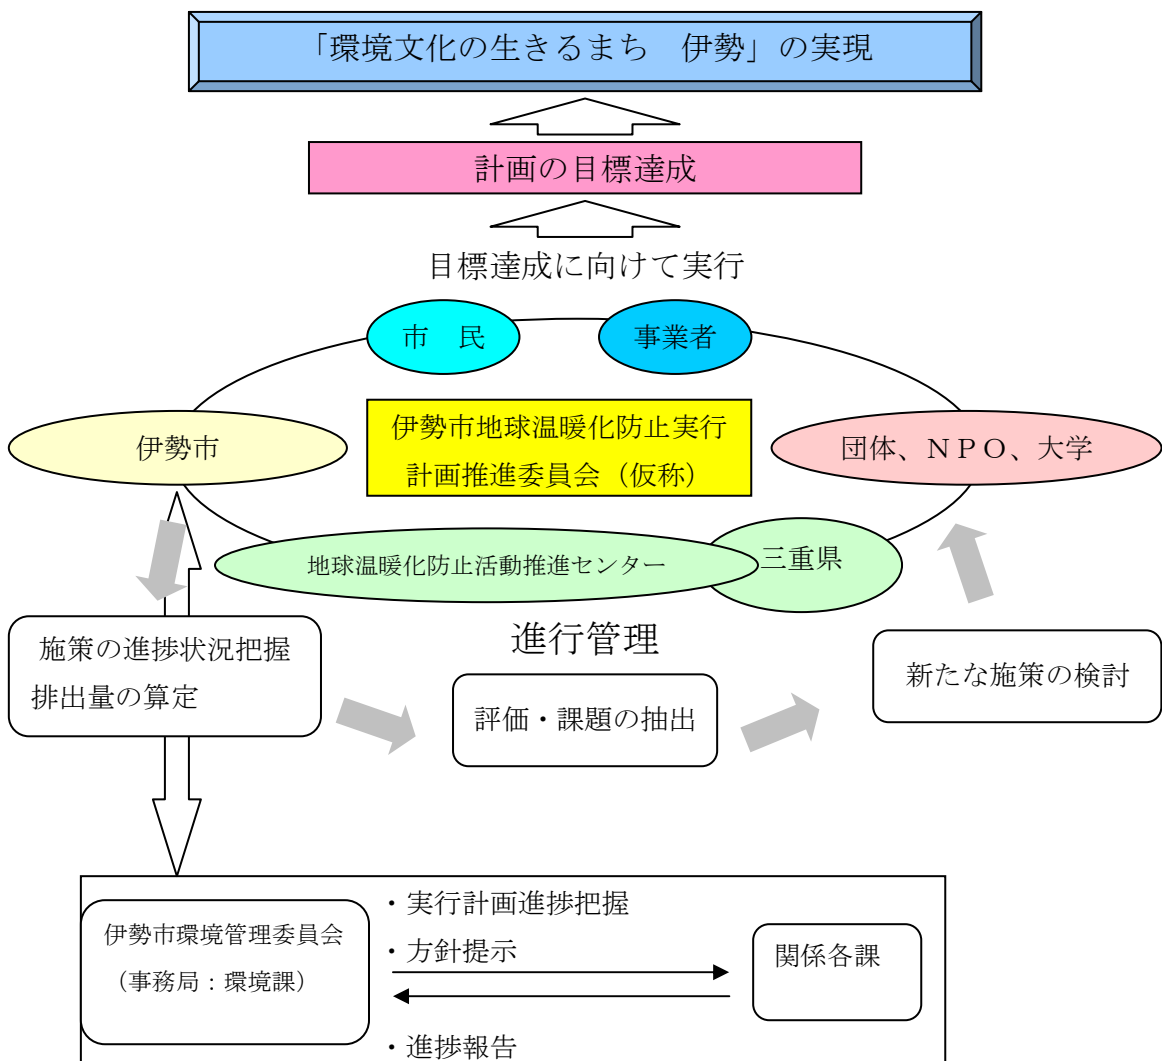 「環境文化の生きるまち　伊勢」の実現
計画の目標達成
目標達成に向けて実行
市　民
事業者
伊勢市
伊勢市地球温暖化防止実行
計画推進委員会（仮称）
団体、ＮＰＯ、大学
地球温暖化防止活動推進センター
三重県
進行管理
施策の進捗状況把握
排出量の算定
評価・課題の抽出
新たな施策の検討
伊勢市環境管理委員会
（事務局：環境課）
・実行計画進捗把握
・方針提示
関係各課
・進捗報告